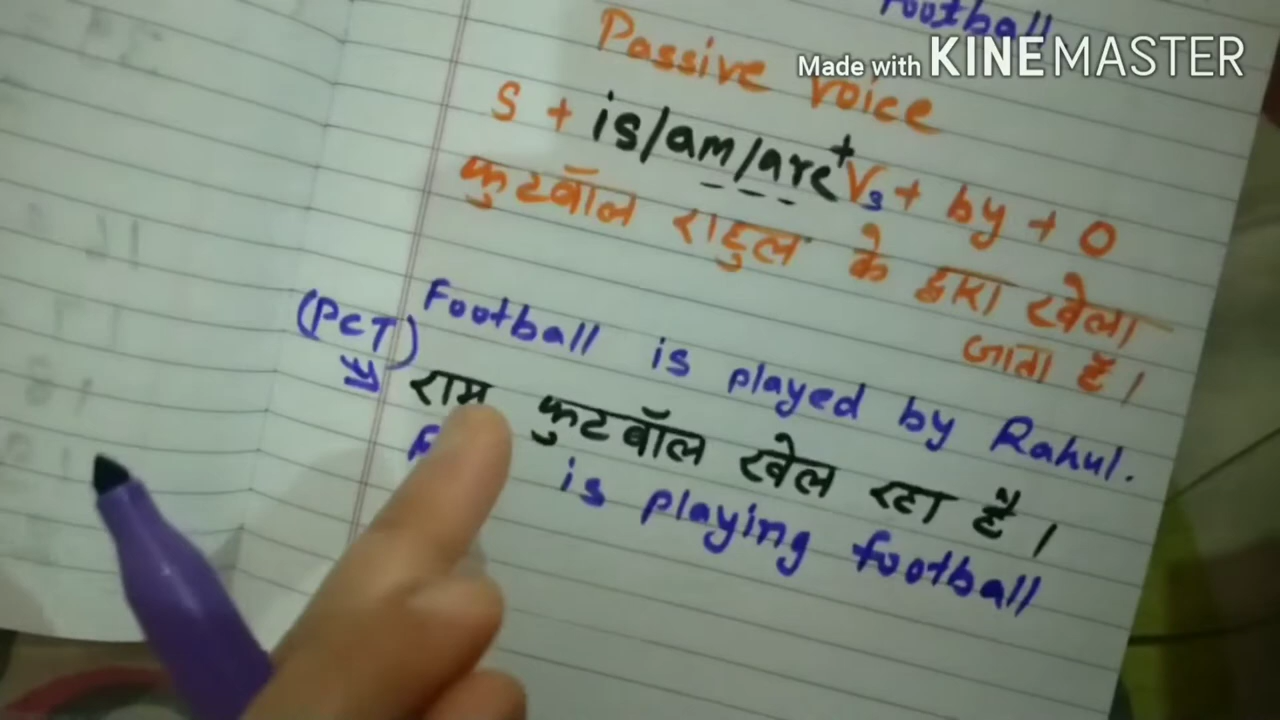 football
Made with KINEMASTER
Passive voice
S + is/am/are + V3 + by + O
फुटबॉल राहुल के द्वारा खेला
जाता है।
Football is played by Rahul.
(PCT)
राम फुटबॉल खेल रहा है।
is playing football